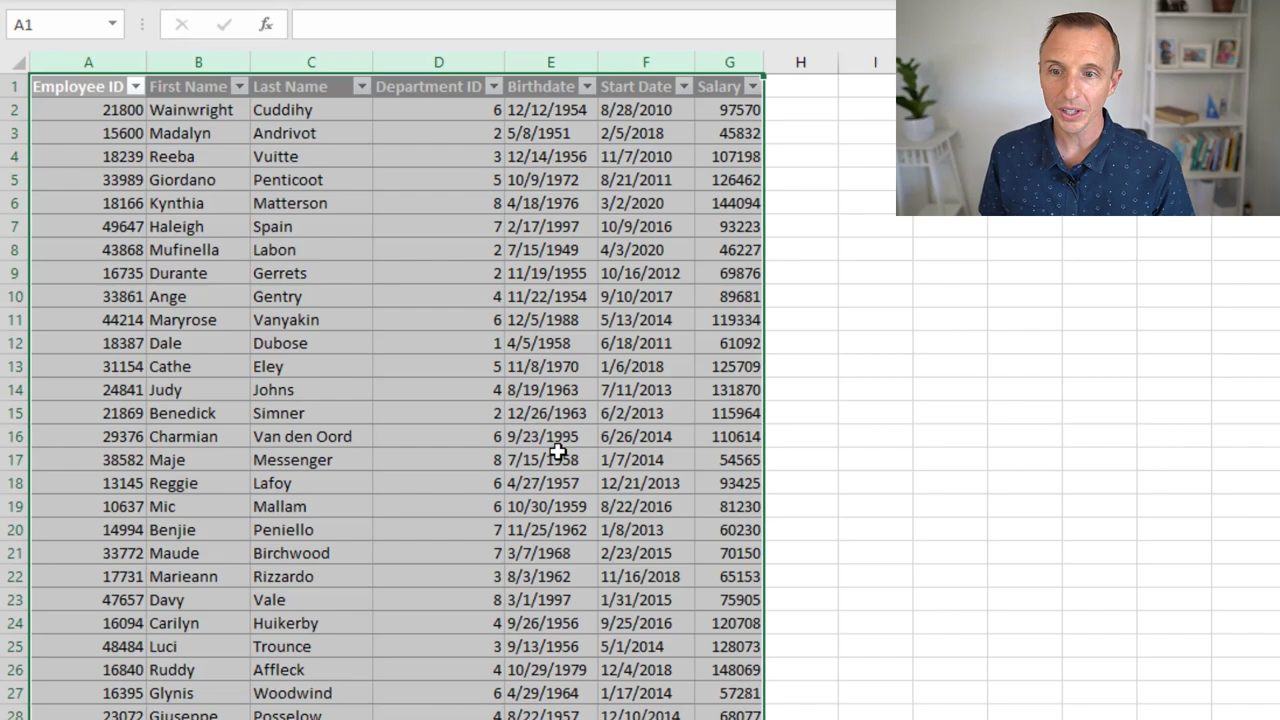 A1 fx
A B C D E F G H I
1 Employee ID First Name Last Name Department ID Birthdate Start Date Salary
2 21800 Wainwright Cuddihy 6 12/12/1954 8/28/2010 97570
3 15600 Madalyn Andrivot 2 5/8/1951 2/5/2018 45832
4 18239 Reeba Vuitte 3 12/14/1956 11/7/2010 107198
5 33989 Giordano Penticoot 5 10/9/1972 8/21/2011 126462
6 18166 Kynthia Matterson 8 4/18/1976 3/2/2020 144094
7 49647 Haleigh Spain 7 2/17/1997 10/9/2016 93223
8 43868 Mufinella Labon 2 7/15/1949 4/3/2020 46227
9 16735 Durante Gerrets 2 11/19/1955 10/16/2012 69876
10 33861 Ange Gentry 4 11/22/1954 9/10/2017 89681
11 44214 Maryrose Vanyakin 6 12/5/1988 5/13/2014 119334
12 18387 Dale Dubose 1 4/5/1958 6/18/2011 61092
13 31154 Cathe Eley 5 11/8/1970 1/6/2018 125709
14 24841 Judy Johns 4 8/19/1963 7/11/2013 131870
15 21869 Benedick Simner 2 12/26/1963 6/2/2013 115964
16 29376 Charmian Van den Oord 6 9/23/1995 6/26/2014 110614
17 38582 Maje Messenger 8 7/15/1958 1/7/2014 54565
18 13145 Reggie Lafoy 6 4/27/1957 12/21/2013 93425
19 10637 Mic Mallam 6 10/30/1959 8/22/2016 81230
20 14994 Benjie Peniello 7 11/25/1962 1/8/2013 60230
21 33772 Maude Birchwood 7 3/7/1968 2/23/2015 70150
22 17731 Marieann Rizzardo 3 8/3/1962 11/16/2018 65153
23 47657 Davy Vale 8 3/1/1997 1/31/2015 75905
24 16094 Carilyn Huikerby 4 9/26/1956 9/25/2016 120708
25 48484 Luci Trounce 3 9/13/1956 5/1/2014 128073
26 16840 Ruddy Affleck 4 10/29/1979 12/4/2018 148069
27 16395 Glynis Woodwind 6 4/29/1964 1/17/2014 57281
28 23072 Giuseppe Posselow 4 8/22/1957 12/10/2014 68077